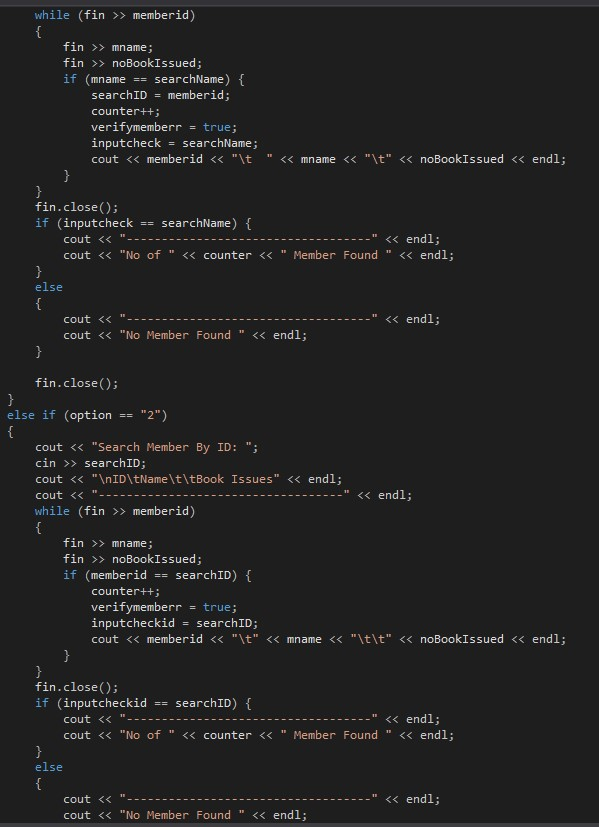 while (fin >> memberid)
{
fin >> mname;
fin >> noBookIssued;
if (mname == searchName) {
searchID = memberid;
counter++;
verifymemberr = true;
inputcheck = searchName;
cout << memberid << "\t  " << mname << "\t" << noBookIssued << endl;
}
}
fin.close();
if (inputcheck == searchName) {
cout << "-----------------------------------" << endl;
cout << "No of " << counter << " Member Found " << endl;
}
else
{
cout << "-----------------------------------" << endl;
cout << "No Member Found " << endl;
}
fin.close();
}
else if (option == "2")
{
cout << "Search Member By ID: ";
cin >> searchID;
cout << "\nID\tName\t\tBook Issues" << endl;
cout << "-----------------------------------" << endl;
while (fin >> memberid)
{
fin >> mname;
fin >> noBookIssued;
if (memberid == searchID) {
counter++;
verifymemberr = true;
inputcheckid = searchID;
cout << memberid << "\t" << mname << "\t\t" << noBookIssued << endl;
}
}
fin.close();
if (inputcheckid == searchID) {
cout << "-----------------------------------" << endl;
cout << "No of " << counter << " Member Found " << endl;
}
else
{
cout << "-----------------------------------" << endl;
cout << "No Member Found " << endl;